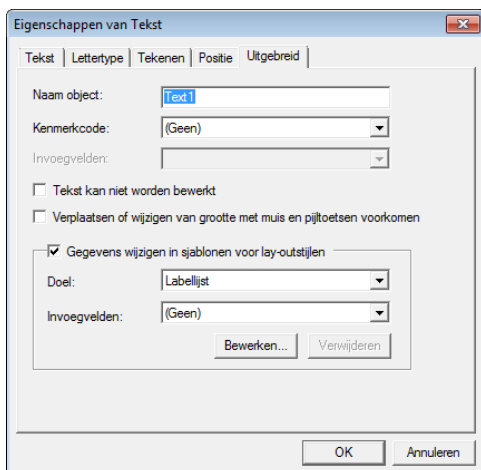 Eigenschappen van Tekst
Tekst Lettertype Tekenen Positie Uitgebreid
Naam object: Text1
Kenmerkcode: (Geen)
Invoegvelden:
Tekst kan niet worden bewerkt
Verplaatsen of wijzigen van grootte met muis en pijltoetsen voorkomen
Gegevens wijzigen in sjablonen voor lay-outstijlen
Doel: Labellijst
Invoegvelden: (Geen)
Bewerken... Verwijderen
OK Annuleren